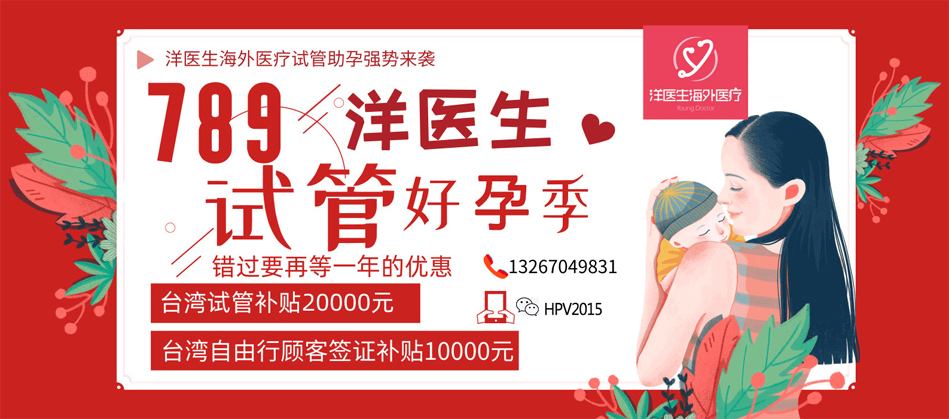 洋医生海外医疗试管助孕强势来袭
洋医生海外医疗
Young Doctor
789 洋医生
试管好孕季
错过要再等一年的优惠
13267049831
台湾试管补贴20000元
HPV2015
台湾自由行顾客签证补贴10000元